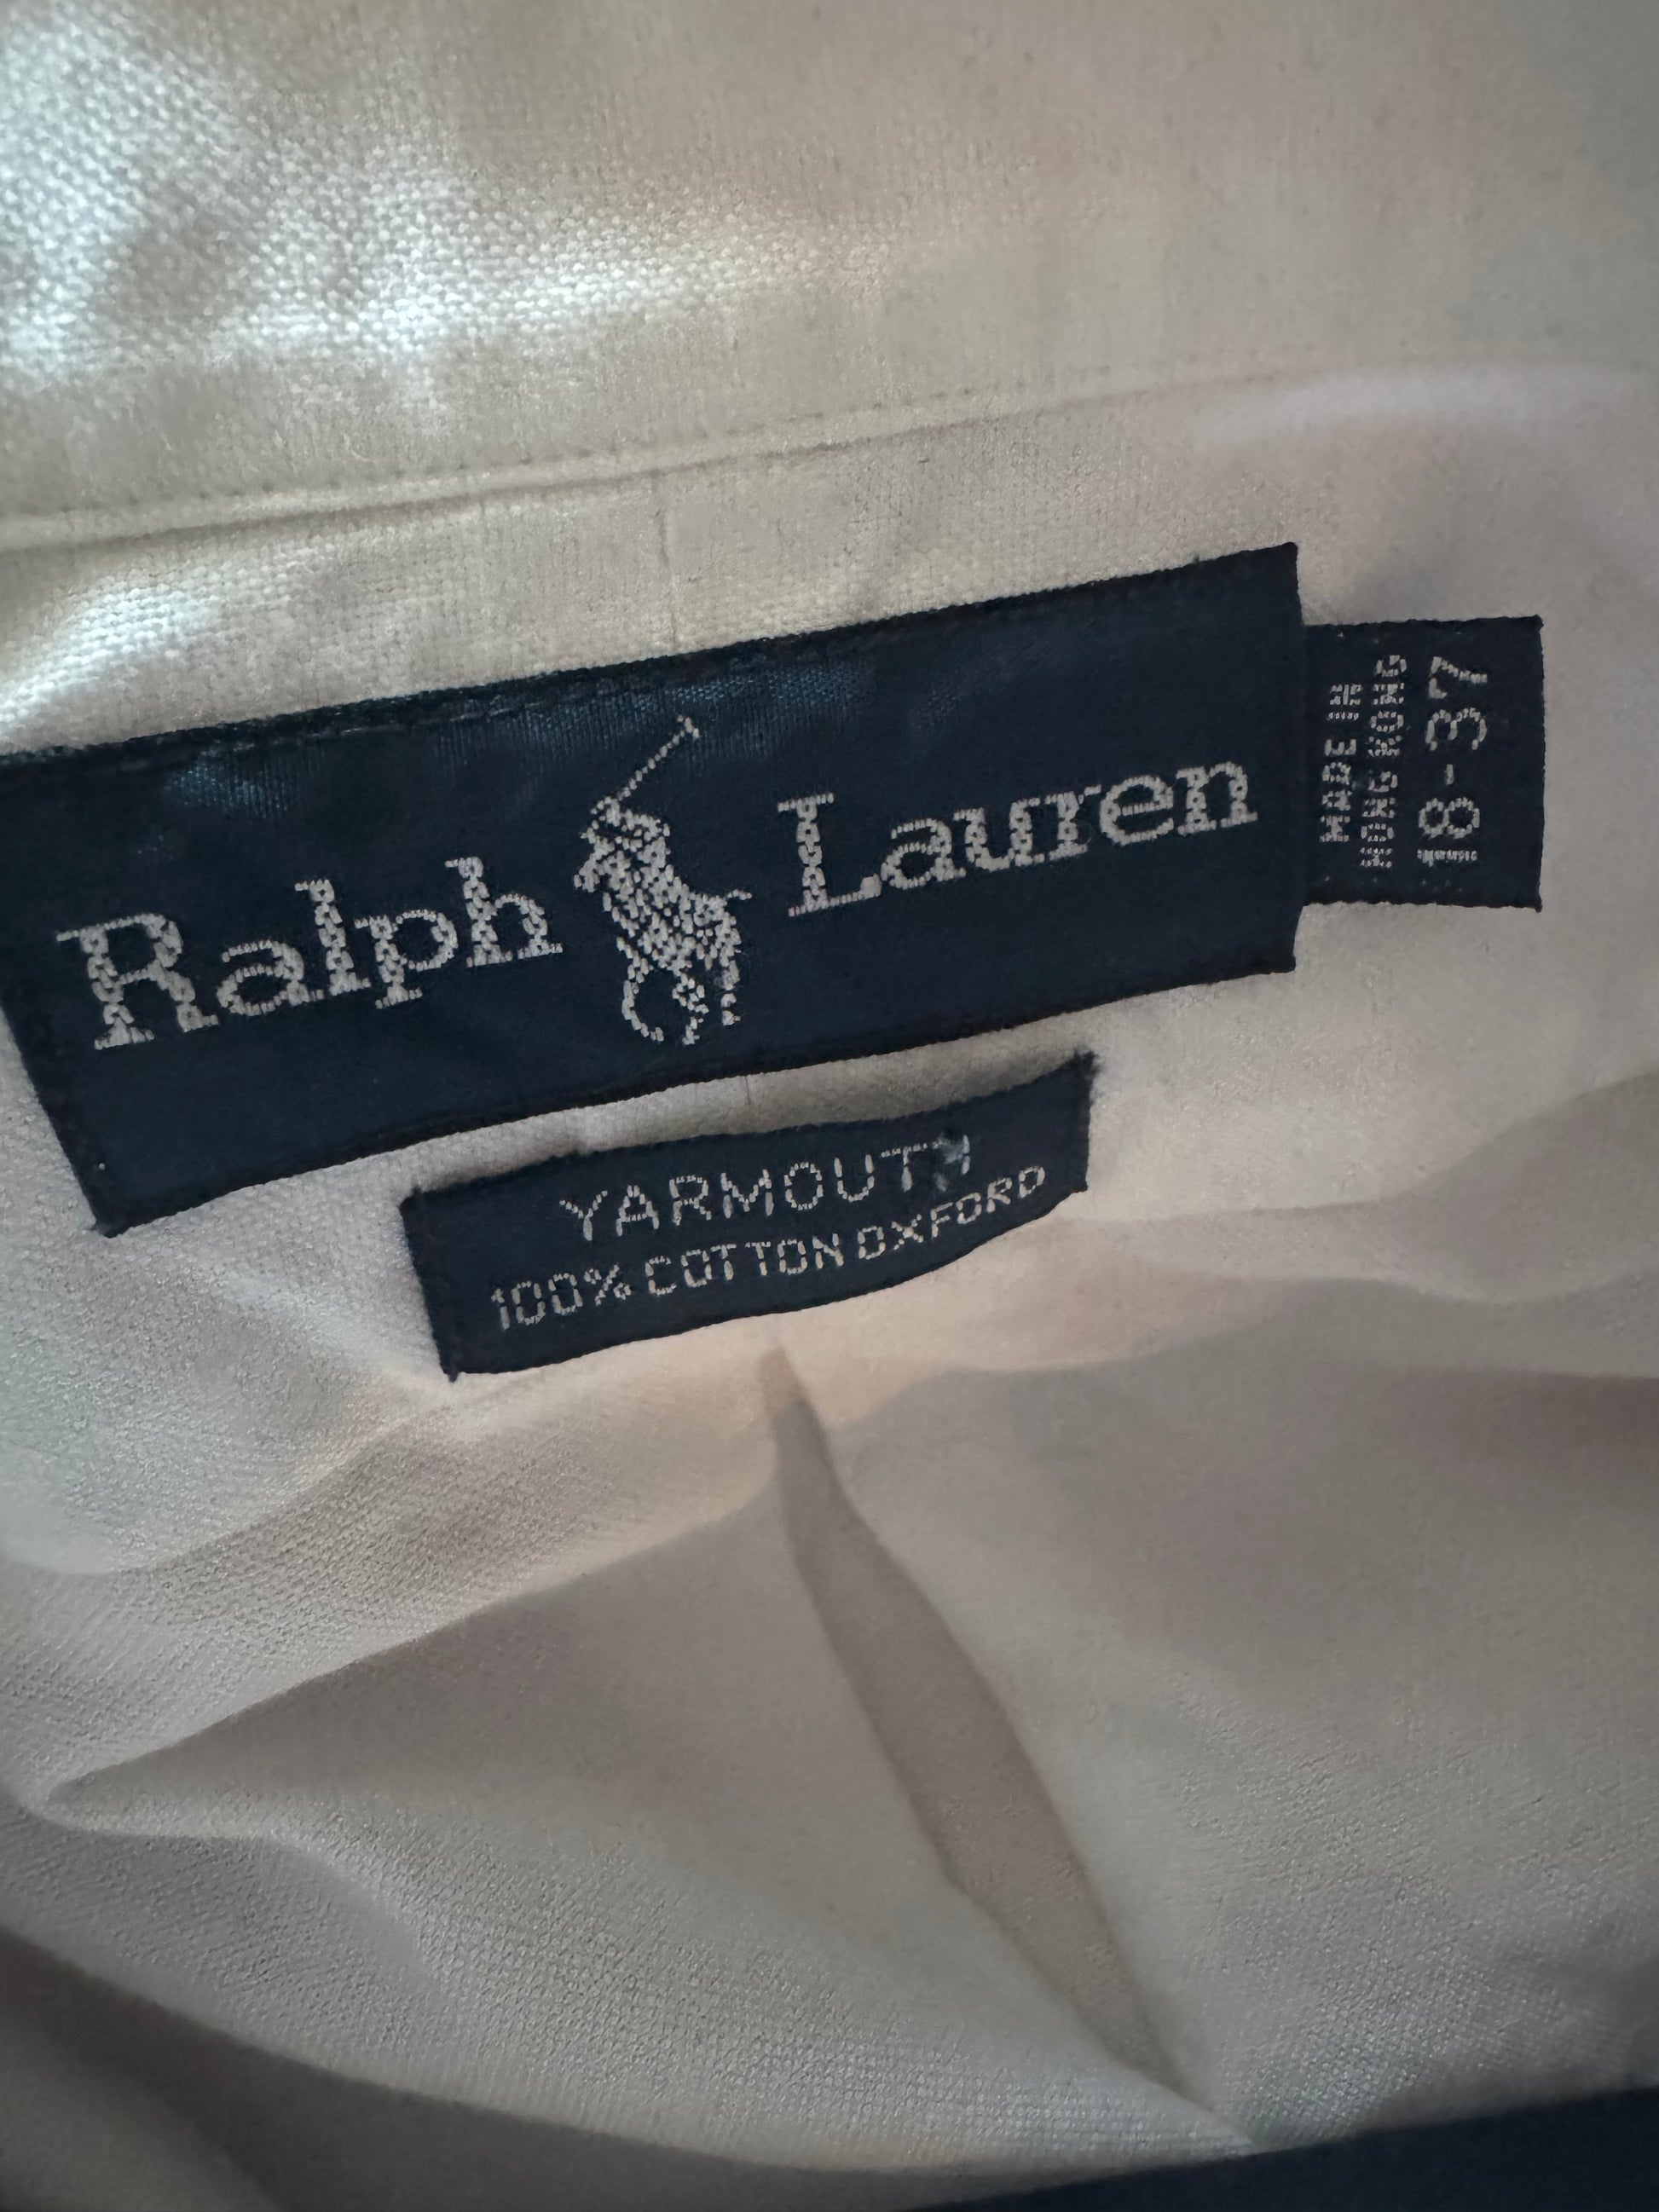 Ralph Lauren
MADE IN
HONG KONG
18-37
YARMOUTH
100% COTTON OXFORD